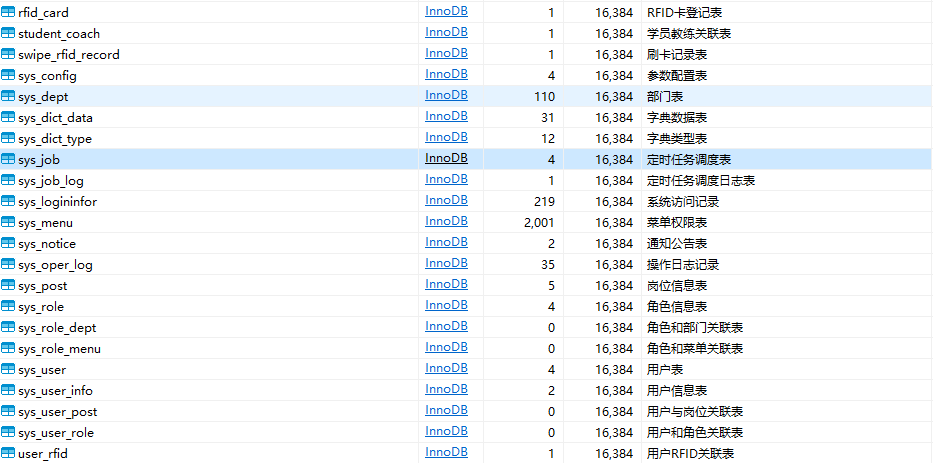 rfid_card InnoDB 1 16,384 RFID卡登记表
student_coach InnoDB 1 16,384 学员教练关联表
swipe_rfid_record InnoDB 1 16,384 刷卡记录表
sys_config InnoDB 4 16,384 参数配置表
sys_dept InnoDB 110 16,384 部门表
sys_dict_data InnoDB 31 16,384 字典数据表
sys_dict_type InnoDB 12 16,384 字典类型表
sys_job InnoDB 4 16,384 定时任务调度表
sys_job_log InnoDB 1 16,384 定时任务调度日志表
sys_logininfor InnoDB 219 16,384 系统访问记录
sys_menu InnoDB 2,001 16,384 菜单权限表
sys_notice InnoDB 2 16,384 通知公告表
sys_oper_log InnoDB 35 16,384 操作日志记录
sys_post InnoDB 5 16,384 岗位信息表
sys_role InnoDB 4 16,384 角色信息表
sys_role_dept InnoDB 0 16,384 角色和部门关联表
sys_role_menu InnoDB 0 16,384 角色和菜单关联表
sys_user InnoDB 4 16,384 用户表
sys_user_info InnoDB 2 16,384 用户信息表
sys_user_post InnoDB 0 16,384 用户与岗位关联表
sys_user_role InnoDB 0 16,384 用户和角色关联表
user_rfid InnoDB 1 16,384 用户RFID关联表